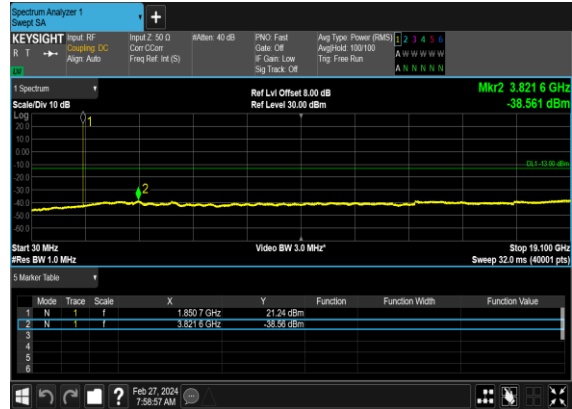 Spectrum Analyzer 1
Swept SA
+
KEYSIGHT Input: RF Input Z: 50 Ω #Atten: 40 dB PNO: Fast Avg Type: Power (RMS) 1 2 3 4 5 6
R T Coupling: DC Corr CCorr Gate: Off Avg|Hold: 100/100 A W W W W W
Align: Auto Freq Ref: Int (S) IF Gain: Low Trig: Free Run
Sig Track: Off A N N N N N
1 Spectrum Ref Lvl Offset 8.00 dB Mkr2 3.821 6 GHz
Scale/Div 10 dB Ref Level 30.00 dBm -38.561 dBm
Log
1
20.0
10.0
0.00
-10.0
DL1 -13.00 dBm
-20.0
-30.0
2
-40.0
-50.0
-60.0
Start 30 MHz Video BW 3.0 MHz* Stop 19.100 GHz
#Res BW 1.0 MHz Sweep 32.0 ms (40001 pts)
5 Marker Table
Mode Trace Scale X Y Function Function Width Function Value
1 N 1 f 1.850 7 GHz 21.24 dBm
2 N 1 f 3.821 6 GHz -38.56 dBm
3
4
5
6
? Feb 27, 2024
7:58:57 AM